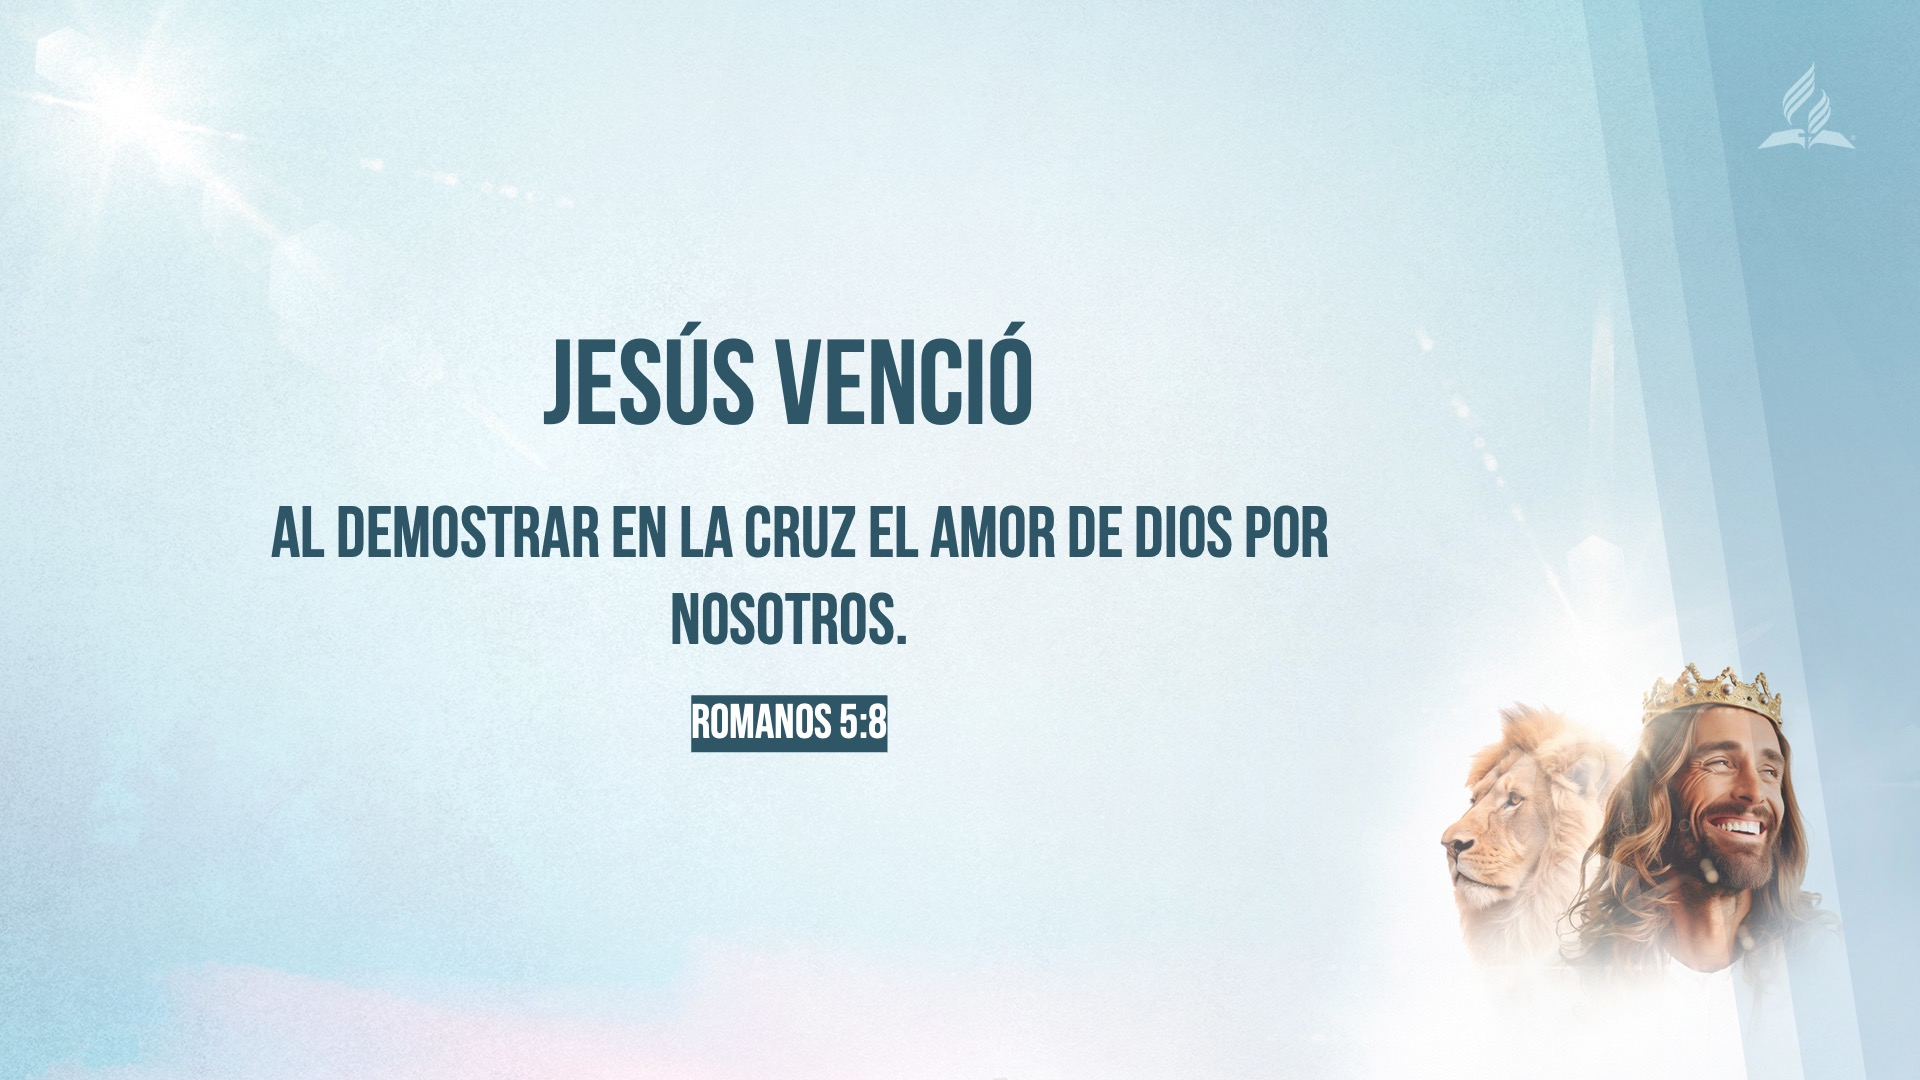 JESÚS VENCIÓ
AL DEMOSTRAR EN LA CRUZ EL AMOR DE DIOS POR
NOSOTROS.
ROMANOS 5:8